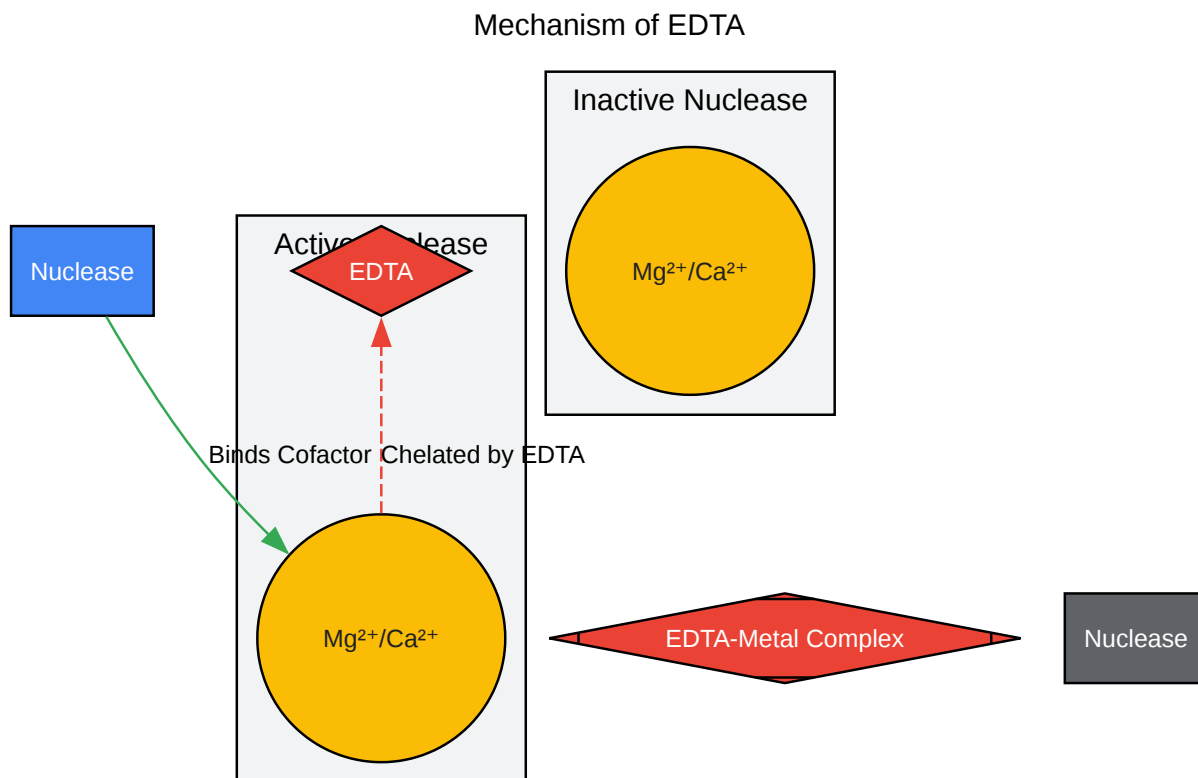 Mechanism of EDTA
Inactive Nuclease
Mg²⁺/Ca²⁺
Nuclease
Active
EDTA
Binds Cofactor
Chelated by EDTA
Mg²⁺/Ca²⁺
EDTA-Metal Complex
Nuclease